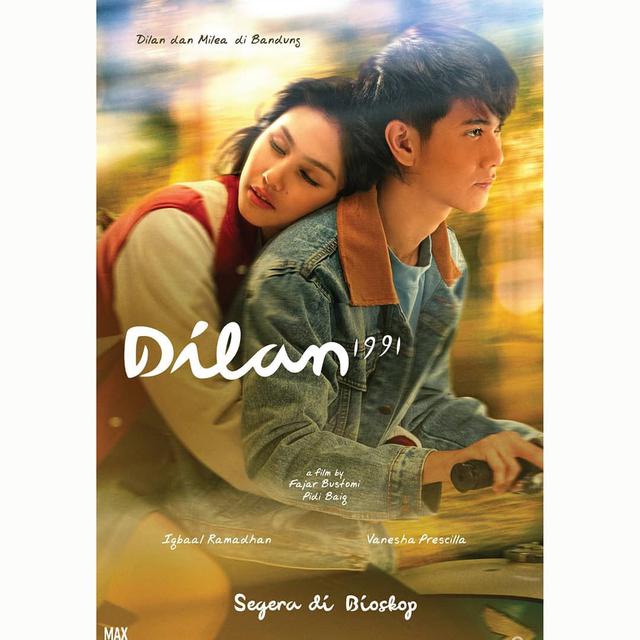 Dilan dan Milea di Bandung
Dilan 1991
a film by
Fajar Bustomi
Pidi Baiq
Iqbaal Ramadhan Vanesha Prescilla
Segera di Bioskop
MAX